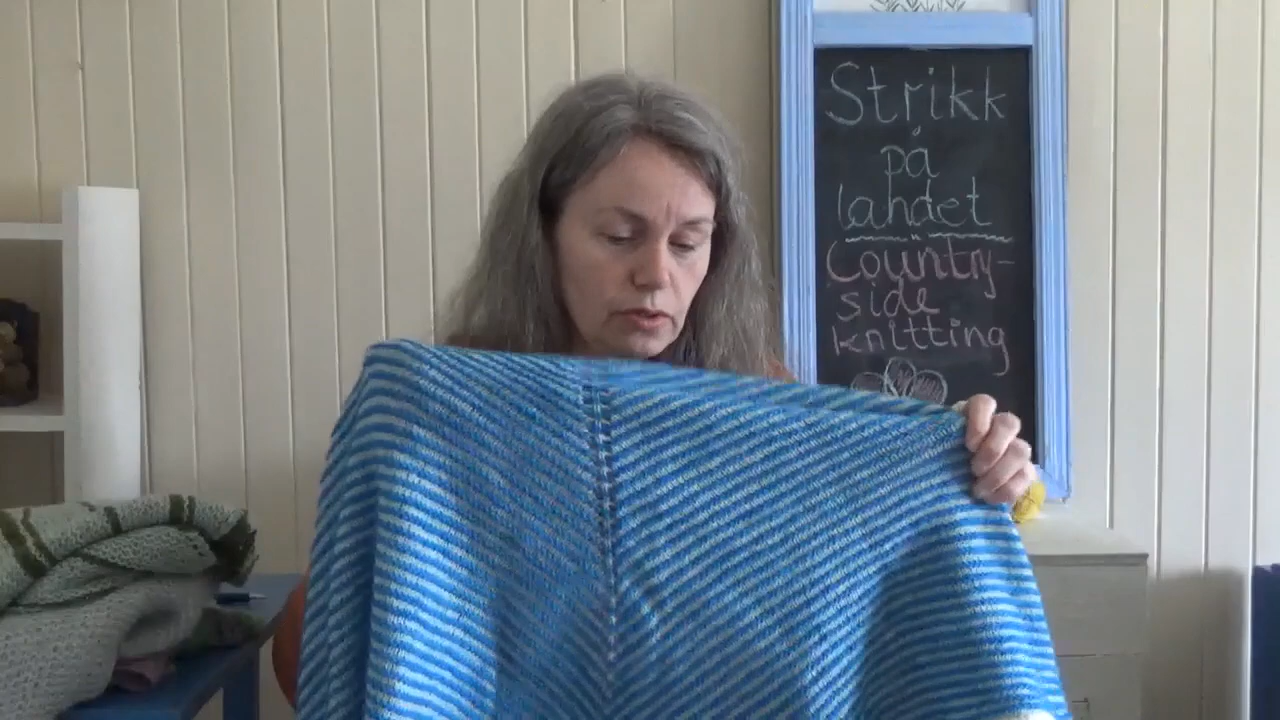 Strikk
på
landet
Country-
side
knitting